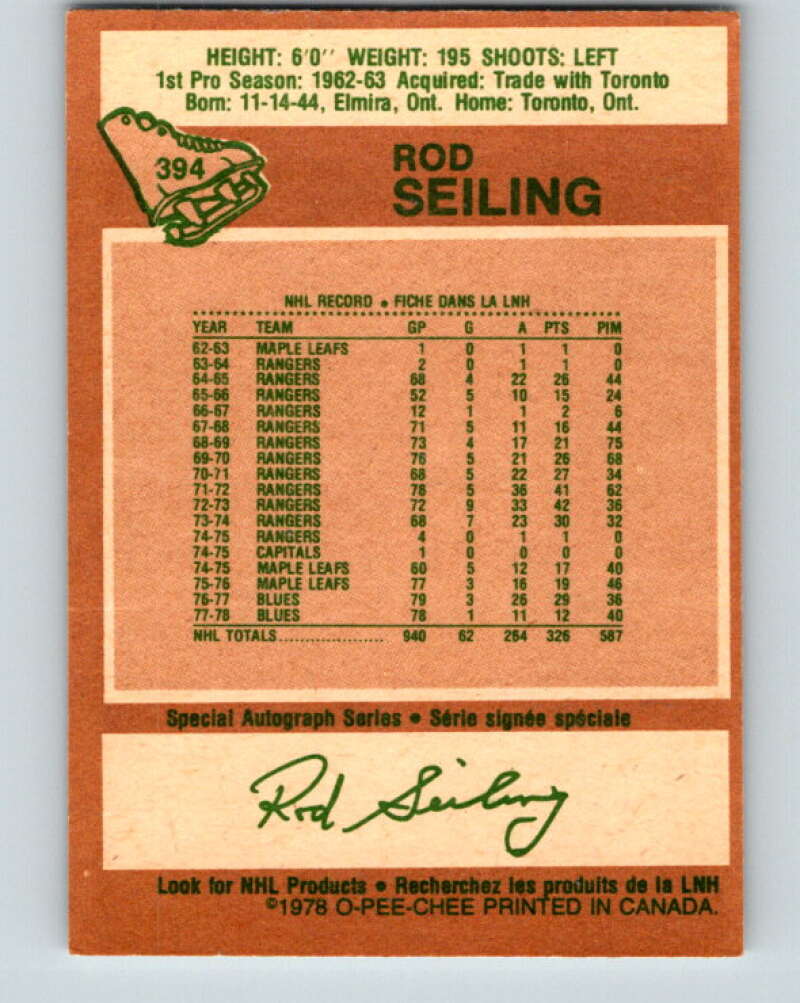 HEIGHT: 6'0'' WEIGHT: 195 SHOOTS: LEFT
1st Pro Season: 1962-63 Acquired: Trade with Toronto
Born: 11-14-44, Elmira, Ont. Home: Toronto, Ont.
394
ROD
SEILING
NHL RECORD • FICHE DANS LA LNH
YEAR TEAM GP G A PTS PIM
62-63 MAPLE LEAFS 1 0 1 1 0
63-64 RANGERS 2 0 1 1 0
64-65 RANGERS 68 4 22 26 44
65-66 RANGERS 52 5 10 15 24
66-67 RANGERS 12 1 1 2 6
67-68 RANGERS 71 5 11 16 44
68-69 RANGERS 73 4 17 21 75
69-70 RANGERS 76 5 21 26 68
70-71 RANGERS 68 5 22 27 34
71-72 RANGERS 78 5 36 41 62
72-73 RANGERS 72 9 33 42 36
73-74 RANGERS 68 7 23 30 32
74-75 RANGERS 4 0 1 1 0
74-75 CAPITALS 1 0 0 0 0
74-75 MAPLE LEAFS 60 5 12 17 40
75-76 MAPLE LEAFS 77 3 16 19 46
76-77 BLUES 79 3 26 29 36
77-78 BLUES 78 1 11 12 40
NHL TOTALS.................... 940 62 264 326 587
Special Autograph Series • Série signée spéciale
Rod Seiling
Look for NHL Products • Recherchez les produits de la LNH
©1978 O-PEE-CHEE PRINTED IN CANADA.